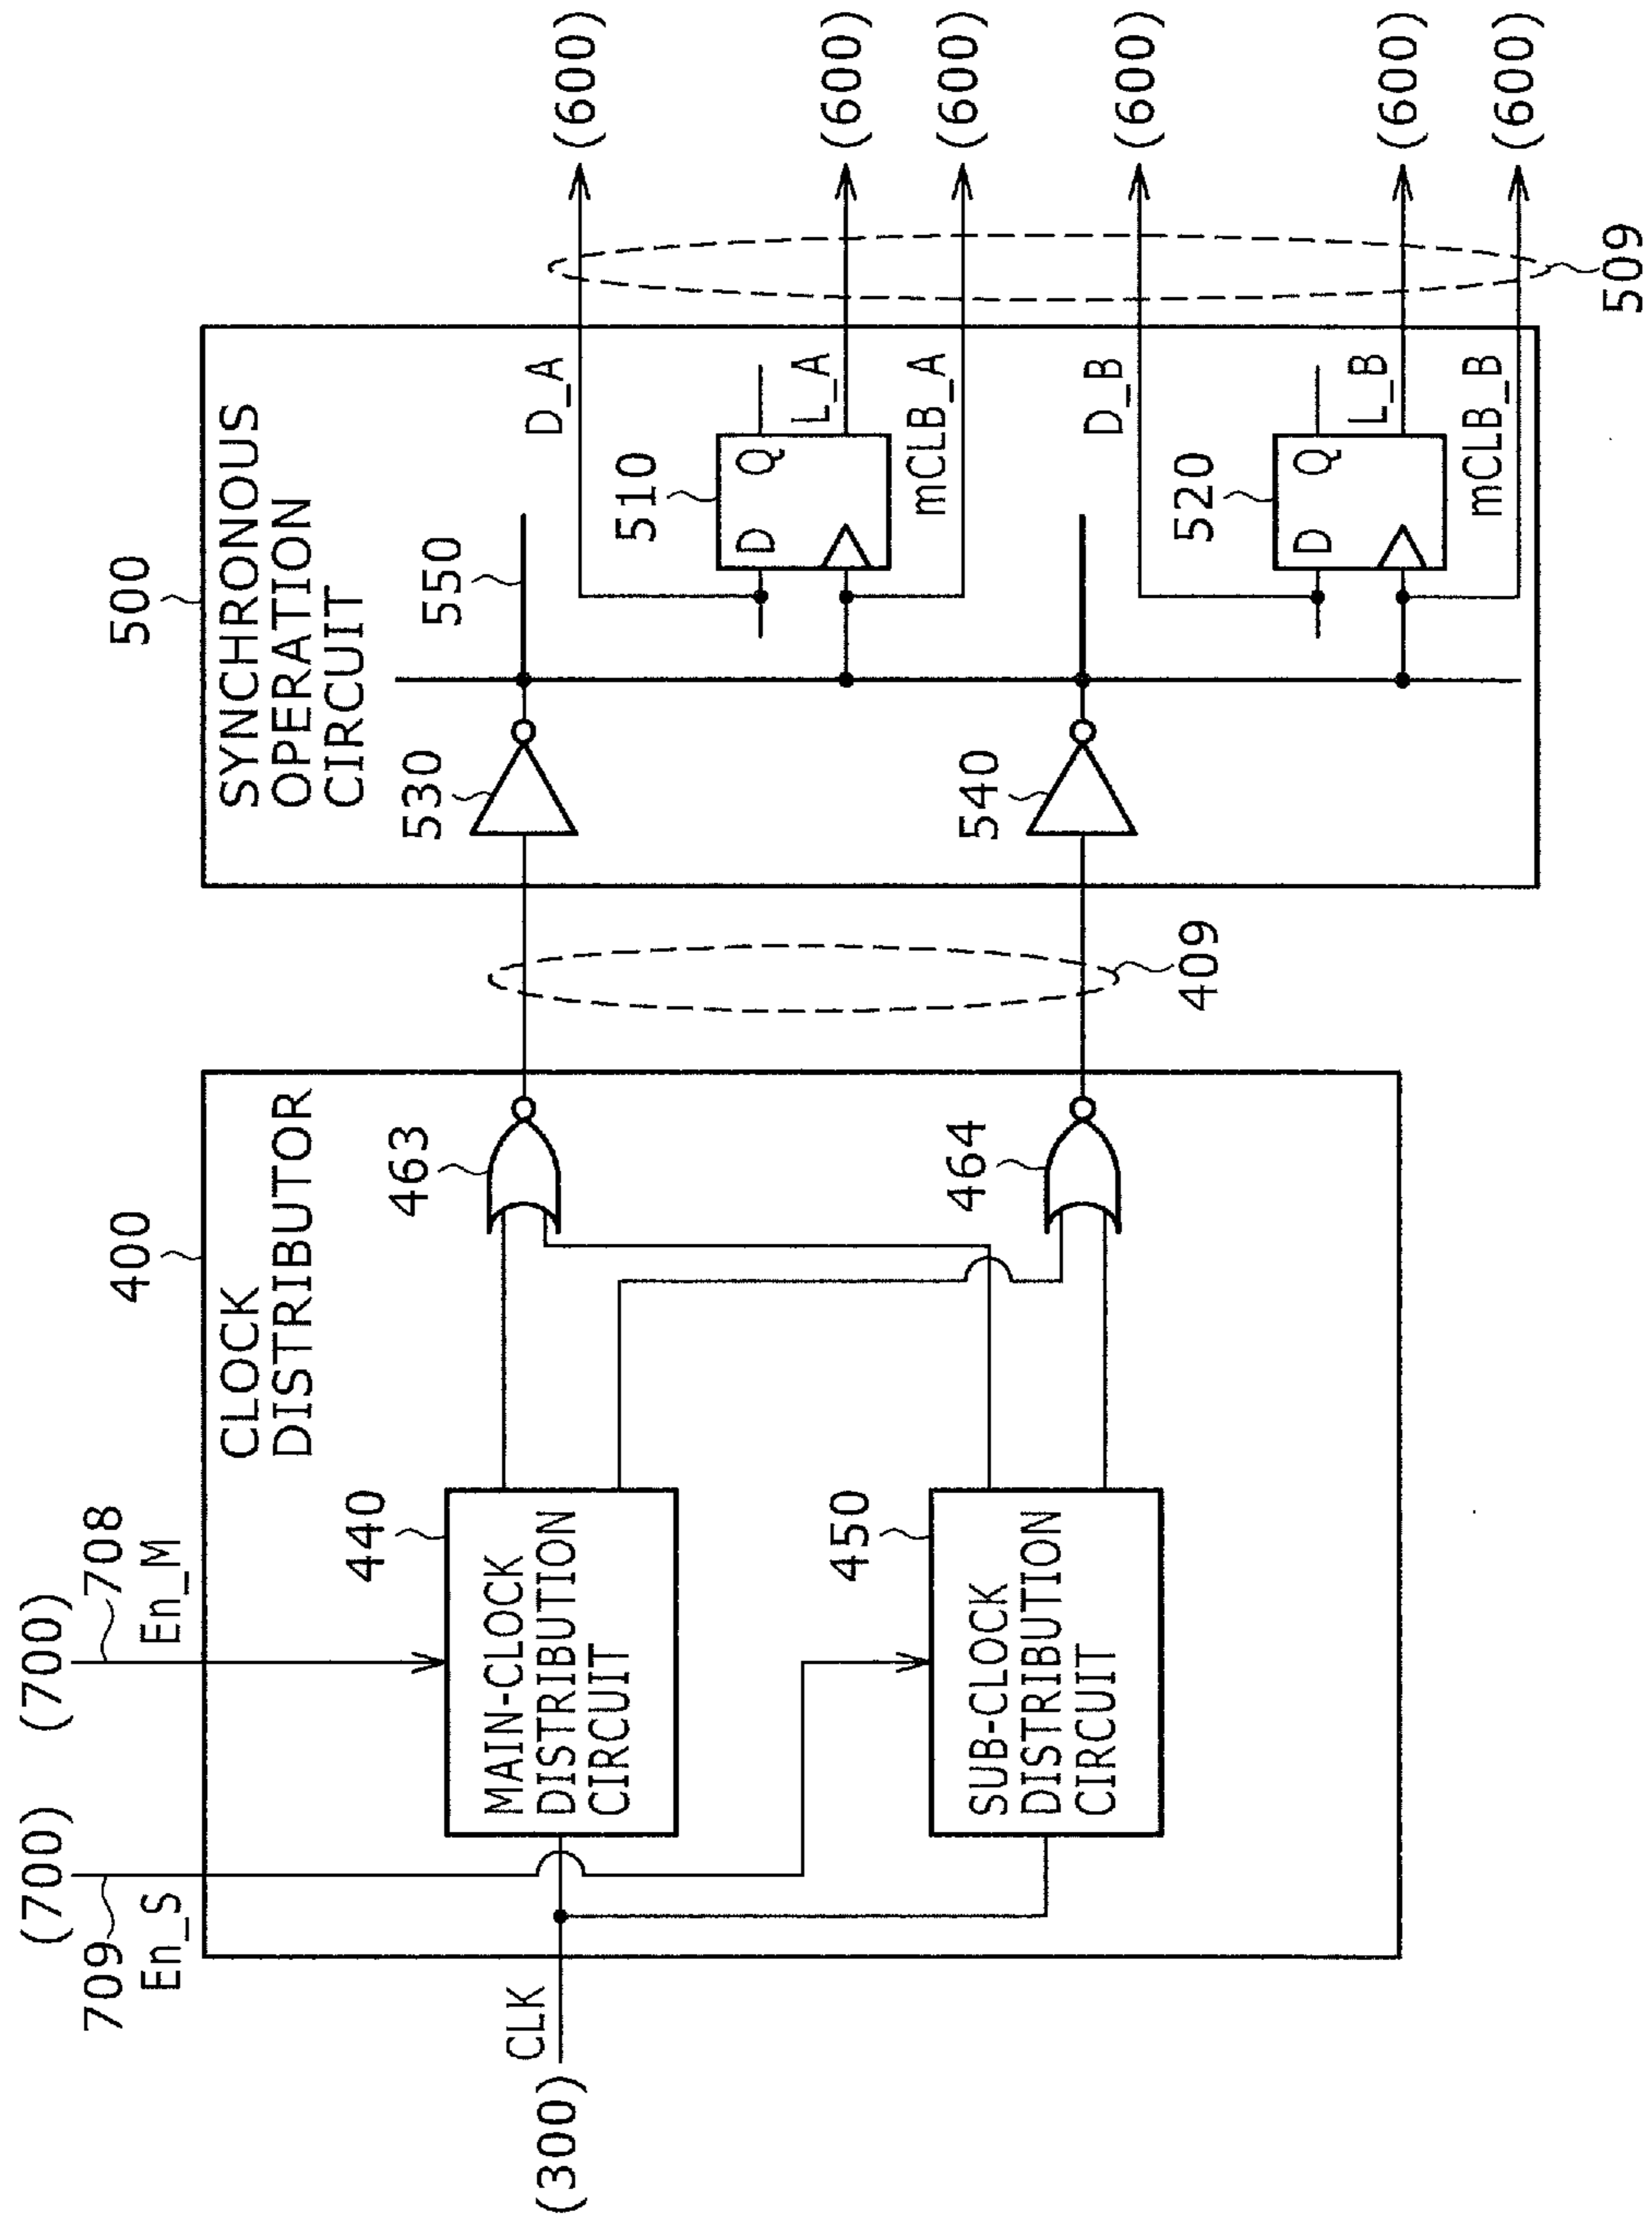 (700)
709
En_S
(700)
708
En_M
(300)
CLK
400
CLOCK
DISTRIBUTOR
440
MAIN-CLOCK
DISTRIBUTION
CIRCUIT
450
SUB-CLOCK
DISTRIBUTION
CIRCUIT
463
464
409
500
SYNCHRONOUS
OPERATION
CIRCUIT
530
550
540
510
D
Q
D_A
L_A
mCLB_A
520
D
Q
D_B
L_B
mCLB_B
(600)
(600)
(600)
(600)
(600)
(600)
509